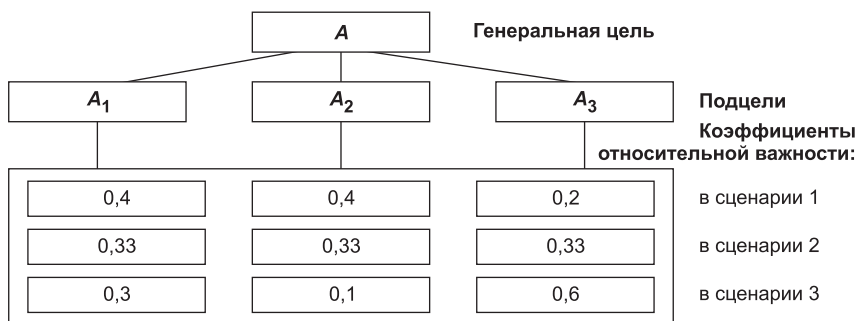 A Генеральная цель
A1 A2 A3 Подцели
Коэффициенты
относительной важности:
0,4 0,4 0,2 в сценарии 1
0,33 0,33 0,33 в сценарии 2
0,3 0,1 0,6 в сценарии 3